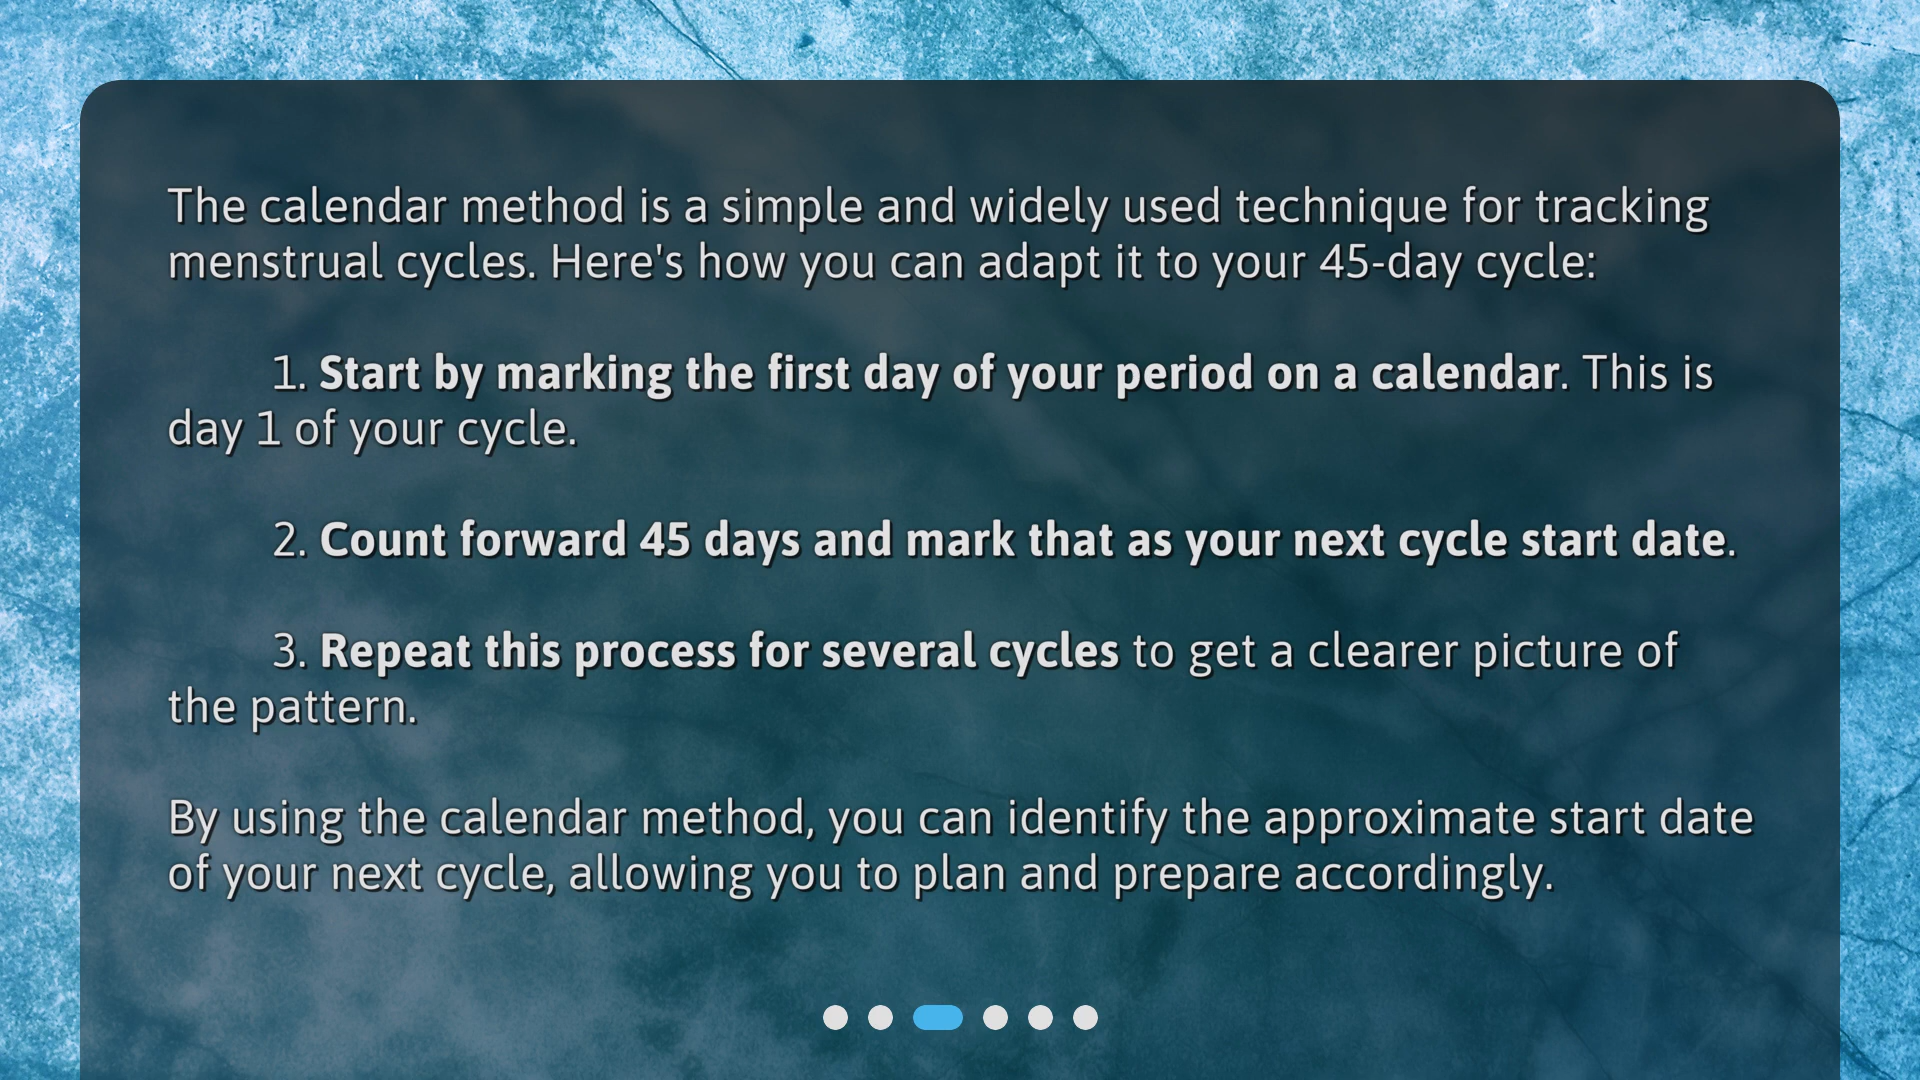 The calendar method is a simple and widely used technique for tracking
menstrual cycles. Here's how you can adapt it to your 45-day cycle:
1. Start by marking the first day of your period on a calendar. This is
day 1 of your cycle.
2. Count forward 45 days and mark that as your next cycle start date.
3. Repeat this process for several cycles to get a clearer picture of
the pattern.
By using the calendar method, you can identify the approximate start date
of your next cycle, allowing you to plan and prepare accordingly.